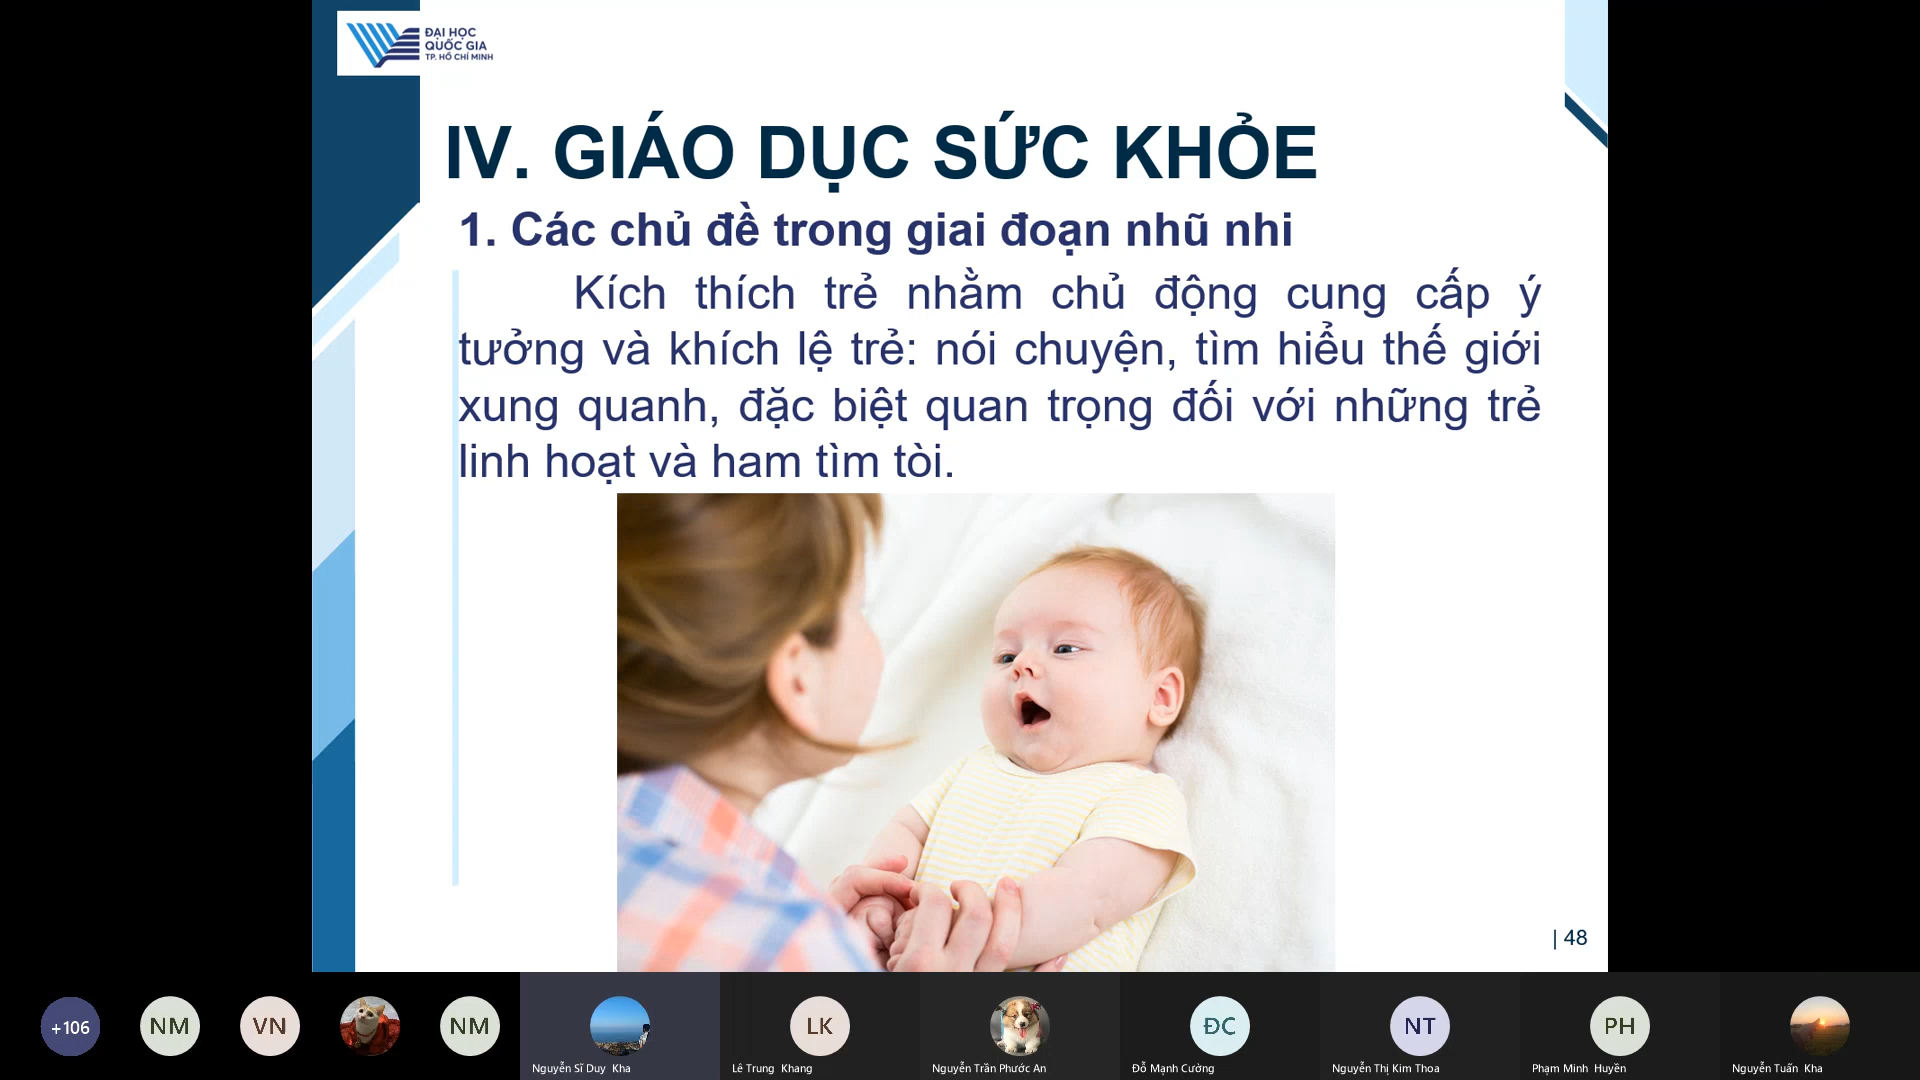 ĐẠI HỌC
QUỐC GIA
TP. HỒ CHÍ MINH
IV. GIÁO DỤC SỨC KHỎE
1. Các chủ đề trong giai đoạn nhũ nhi
Kích thích trẻ nhằm chủ động cung cấp ý
tưởng và khích lệ trẻ: nói chuyện, tìm hiểu thế giới
xung quanh, đặc biệt quan trọng đối với những trẻ
linh hoạt và ham tìm tòi.
| 48
+106
NM
VN
NM
LK
ĐC
NT
PH
Nguyễn Sĩ Duy Kha
Lê Trung Khang
Nguyễn Trần Phước An
Đỗ Mạnh Cường
Nguyễn Thị Kim Thoa
Phạm Minh Huyền
Nguyễn Tuấn Kha